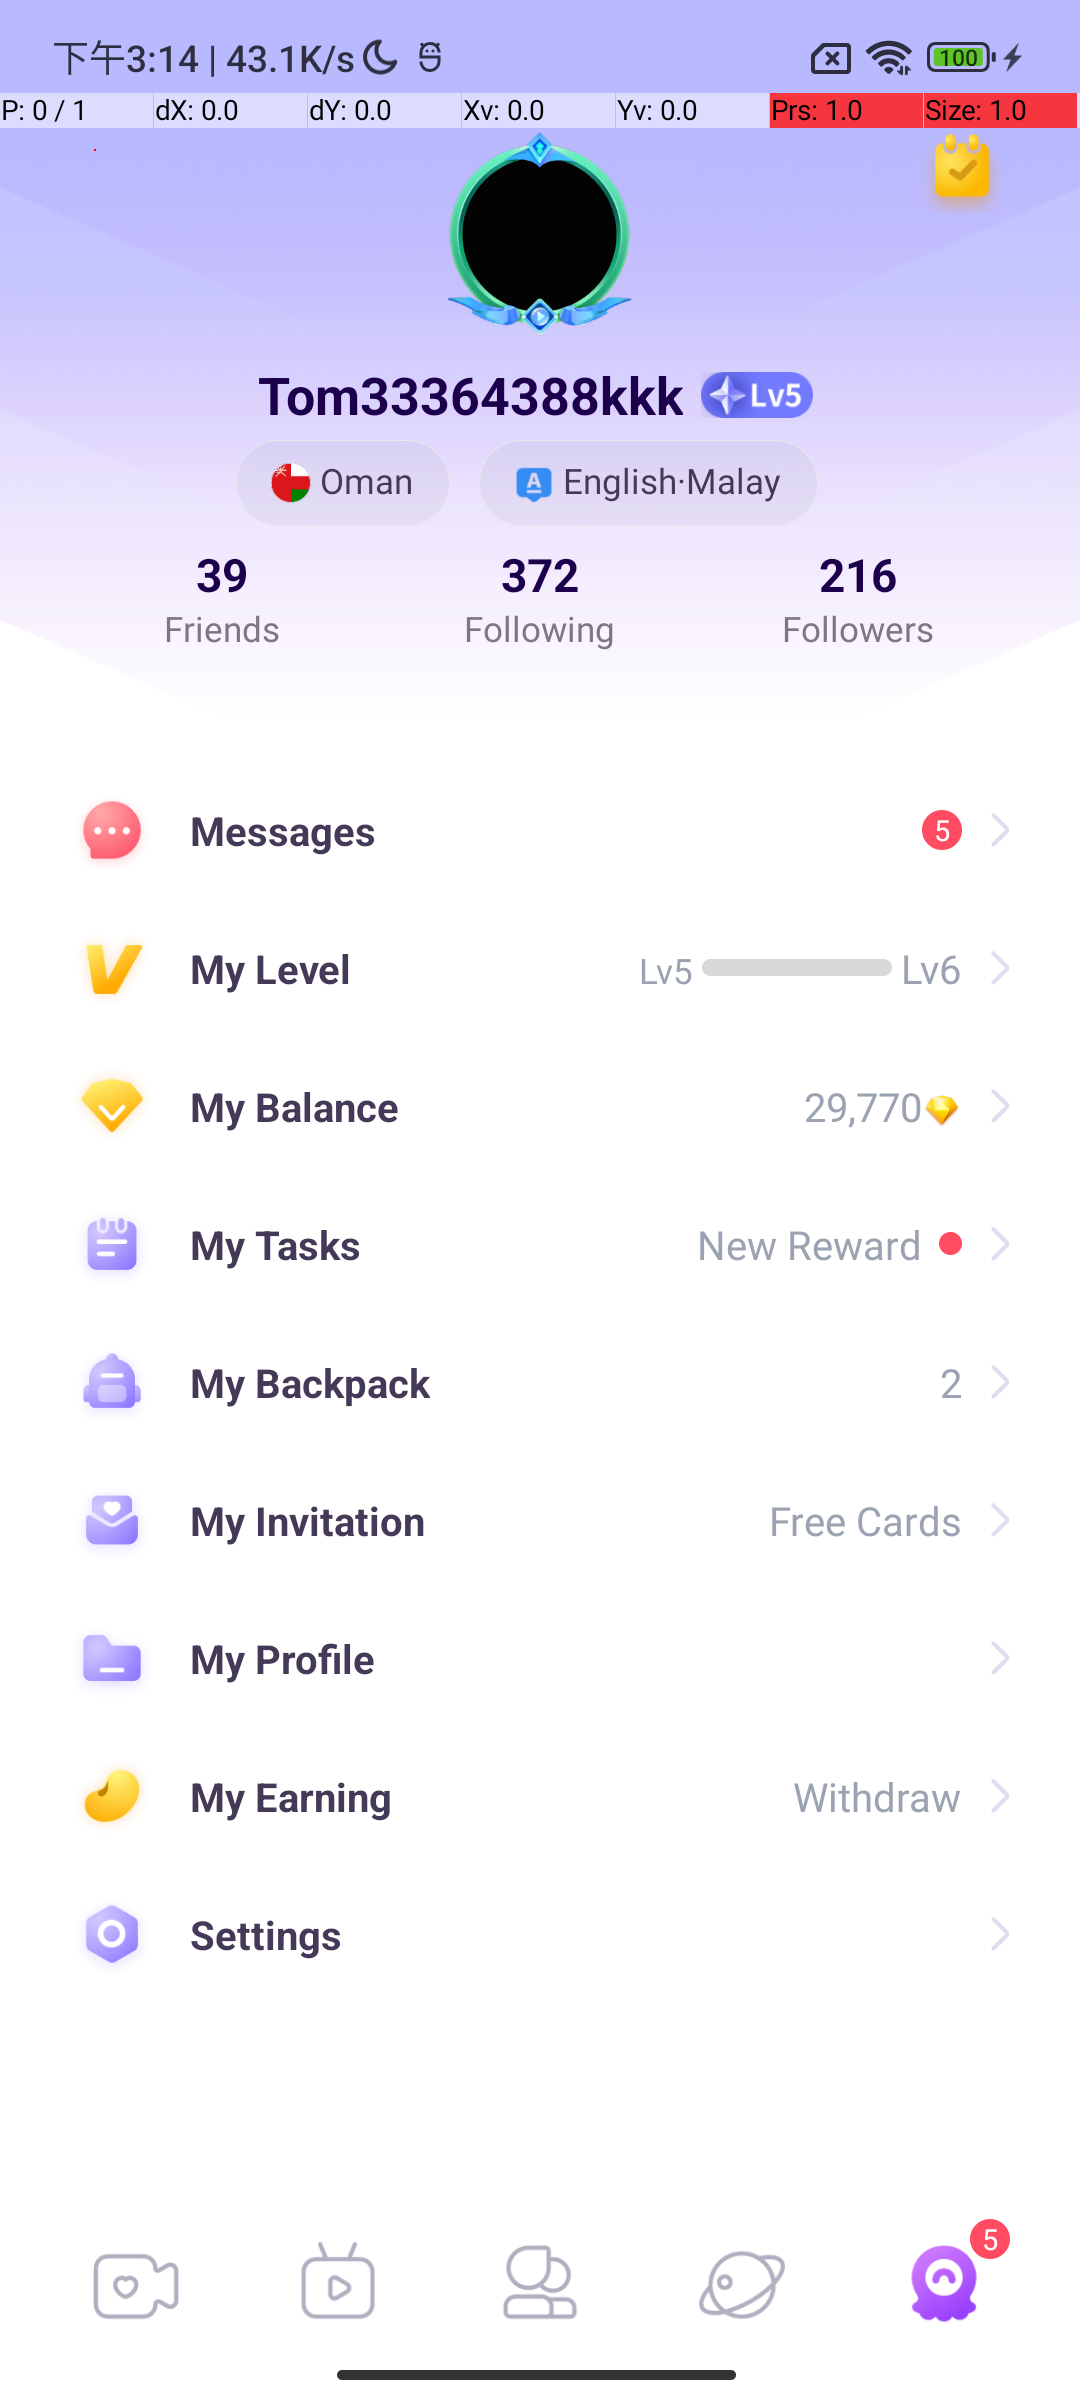 下午3:14 | 43.1K/s 100
P: 0 / 1 dX: 0.0 dY: 0.0 Xv: 0.0 Yv: 0.0 Prs: 1.0 Size: 1.0
Tom33364388kkk Lv5
Oman A English·Malay
39 372 216
Friends Following Followers
Messages 5
My Level Lv5 Lv6
My Balance 29,770
My Tasks New Reward
My Backpack 2
My Invitation Free Cards
My Profile
My Earning Withdraw
Settings
5